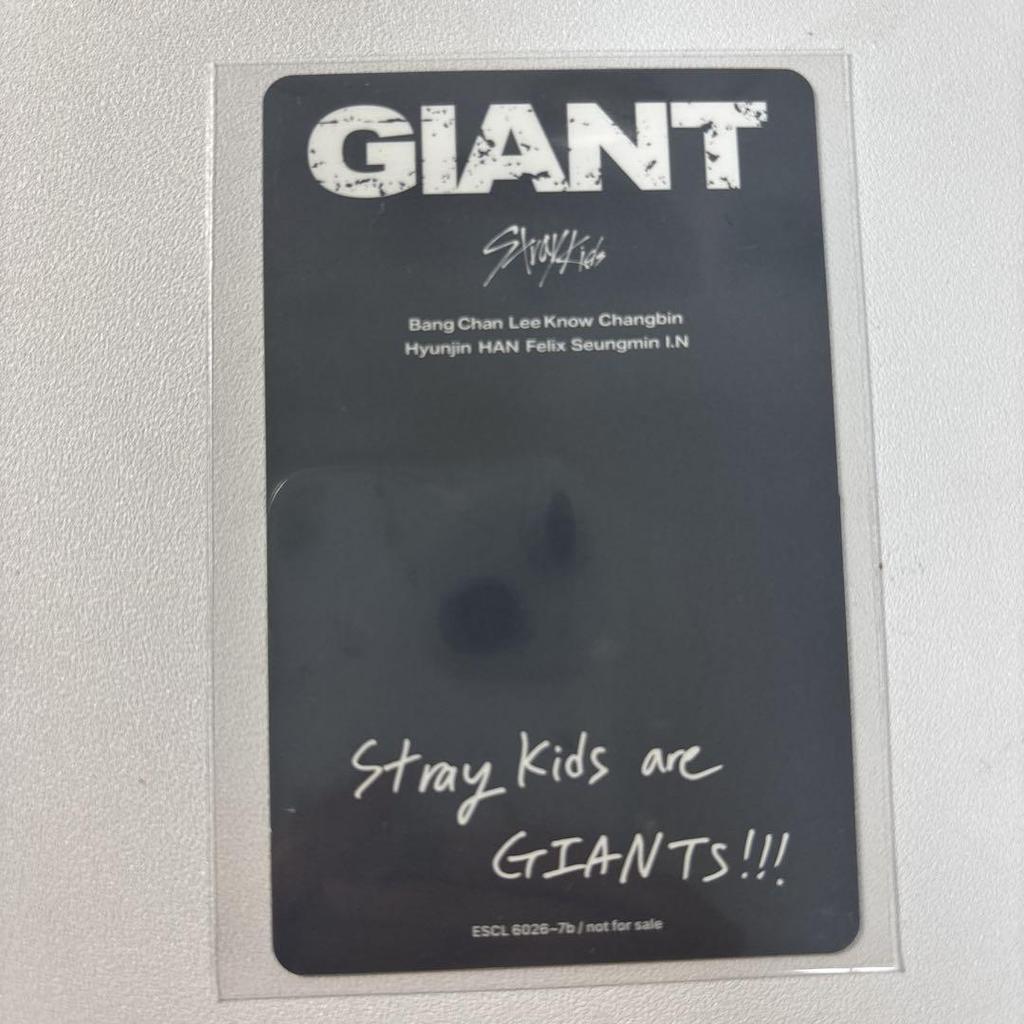 GIANT
Stray Kids
Bang Chan Lee Know Changbin
Hyunjin HAN Felix Seungmin I.N
Stray Kids are
GIANTS!!!
ESCL 6026~7b / not for sale